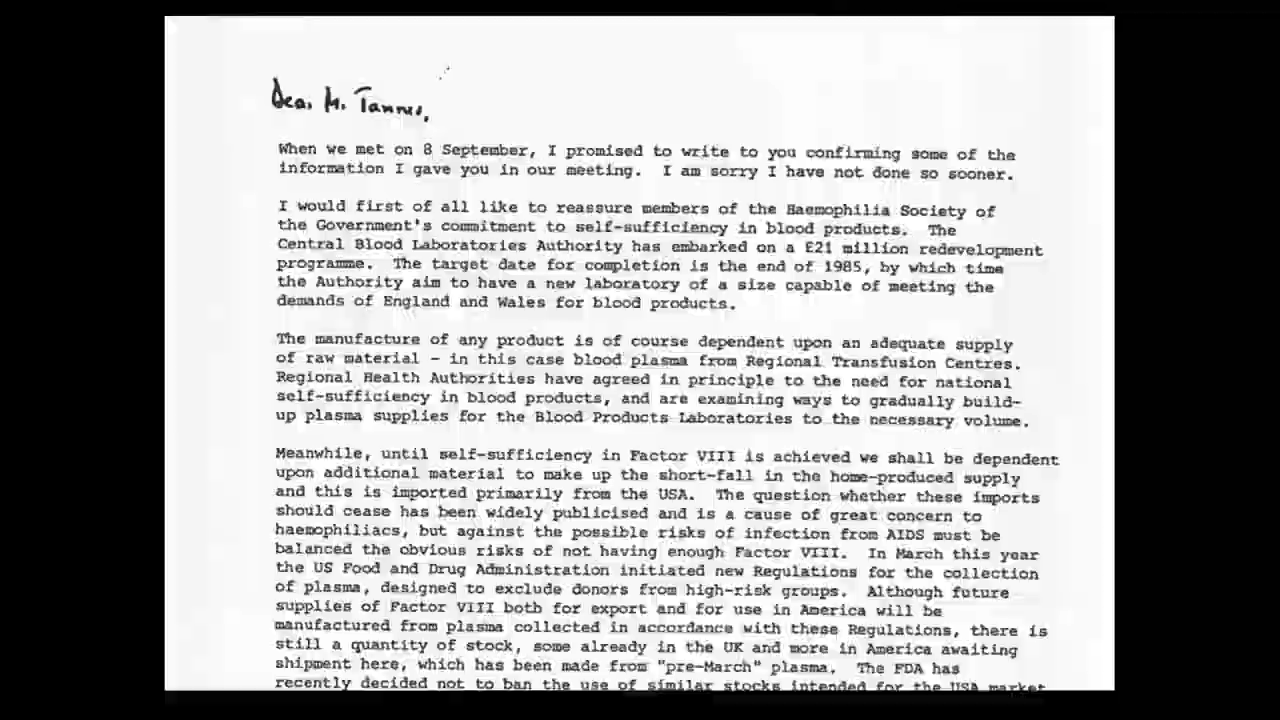 Dear Mr. Tanner,
When we met on 8 September, I promised to write to you confirming some of the
information I gave you in our meeting. I am sorry I have not done so sooner.
I would first of all like to reassure members of the Haemophilia Society of
the Government's commitment to self-sufficiency in blood products. The
Central Blood Laboratories Authority has embarked on a £21 million redevelopment
programme. The target date for completion is the end of 1985, by which time
the Authority aim to have a new laboratory of a size capable of meeting the
demands of England and Wales for blood products.
The manufacture of any product is of course dependent upon an adequate supply
of raw material - in this case blood plasma from Regional Transfusion Centres.
Regional Health Authorities have agreed in principle to the need for national
self-sufficiency in blood products, and are examining ways to gradually build-
up plasma supplies for the Blood Products Laboratories to the necessary volume.
Meanwhile, until self-sufficiency in Factor VIII is achieved we shall be dependent
upon additional material to make up the short-fall in the home-produced supply
and this is imported primarily from the USA. The question whether these imports
should cease has been widely publicised and is a cause of great concern to
haemophiliacs, but against the possible risks of infection from AIDS must be
balanced the obvious risks of not having enough Factor VIII. In March this year
the US Food and Drug Administration initiated new Regulations for the collection
of plasma, designed to exclude donors from high-risk groups. Although future
supplies of Factor VIII both for export and for use in America will be
manufactured from plasma collected in accordance with these Regulations, there is
still a quantity of stock, some already in the UK and more in America awaiting
shipment here, which has been made from "pre-March" plasma. The FDA has
recently decided not to ban the use of similar stocks intended for the USA market